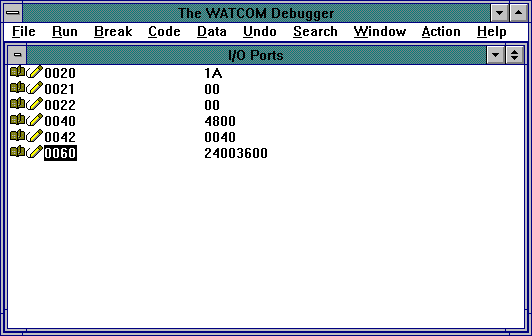 The WATCOM Debugger
File Run Break Code Data Undo Search Window Action Help
I/O Ports
0020 1A
0021 00
0022 00
0040 4800
0042 0040
0060 24003600